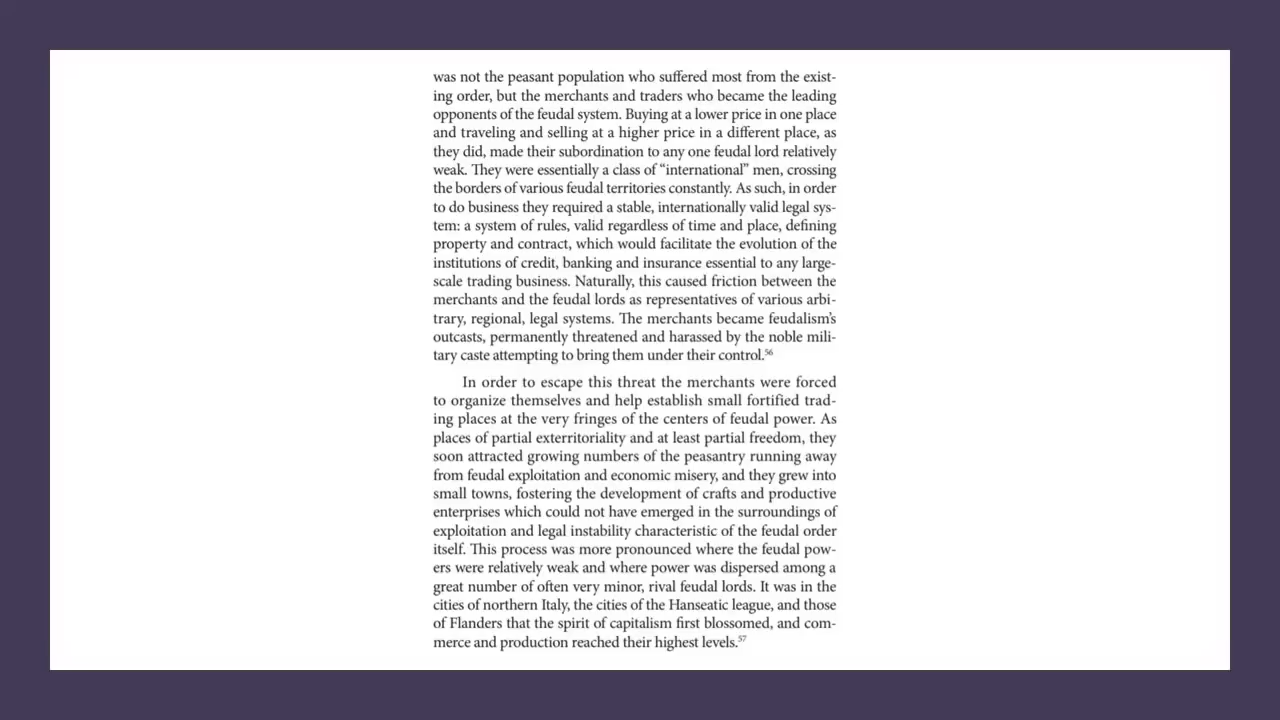 was not the peasant population who suffered most from the exist-
ing order, but the merchants and traders who became the leading
opponents of the feudal system. Buying at a lower price in one place
and traveling and selling at a higher price in a different place, as
they did, made their subordination to any one feudal lord relatively
weak. They were essentially a class of “international” men, crossing
the borders of various feudal territories constantly. As such, in order
to do business they required a stable, internationally valid legal sys-
tem: a system of rules, valid regardless of time and place, defining
property and contract, which would facilitate the evolution of the
institutions of credit, banking and insurance essential to any large-
scale trading business. Naturally, this caused friction between the
merchants and the feudal lords as representatives of various arbi-
trary, regional, legal systems. The merchants became feudalism’s
outcasts, permanently threatened and harassed by the noble mili-
tary caste attempting to bring them under their control.56
In order to escape this threat the merchants were forced
to organize themselves and help establish small fortified trad-
ing places at the very fringes of the centers of feudal power. As
places of partial exterritoriality and at least partial freedom, they
soon attracted growing numbers of the peasantry running away
from feudal exploitation and economic misery, and they grew into
small towns, fostering the development of crafts and productive
enterprises which could not have emerged in the surroundings of
exploitation and legal instability characteristic of the feudal order
itself. This process was more pronounced where the feudal pow-
ers were relatively weak and where power was dispersed among a
great number of often very minor, rival feudal lords. It was in the
cities of northern Italy, the cities of the Hanseatic league, and those
of Flanders that the spirit of capitalism first blossomed, and com-
merce and production reached their highest levels.57